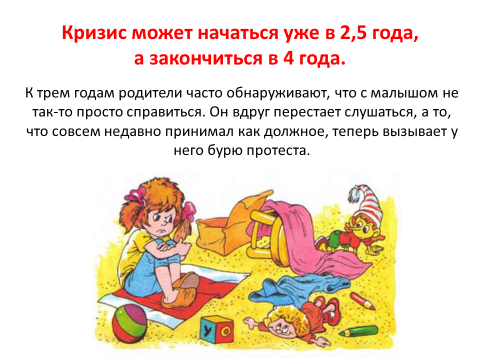 Кризис может начаться уже в 2,5 года,
а закончиться в 4 года.
К трем годам родители часто обнаруживают, что с малышом не
так-то просто справиться. Он вдруг перестает слушаться, а то,
что совсем недавно принимал как должное, теперь вызывает у
него бурю протеста.
У О